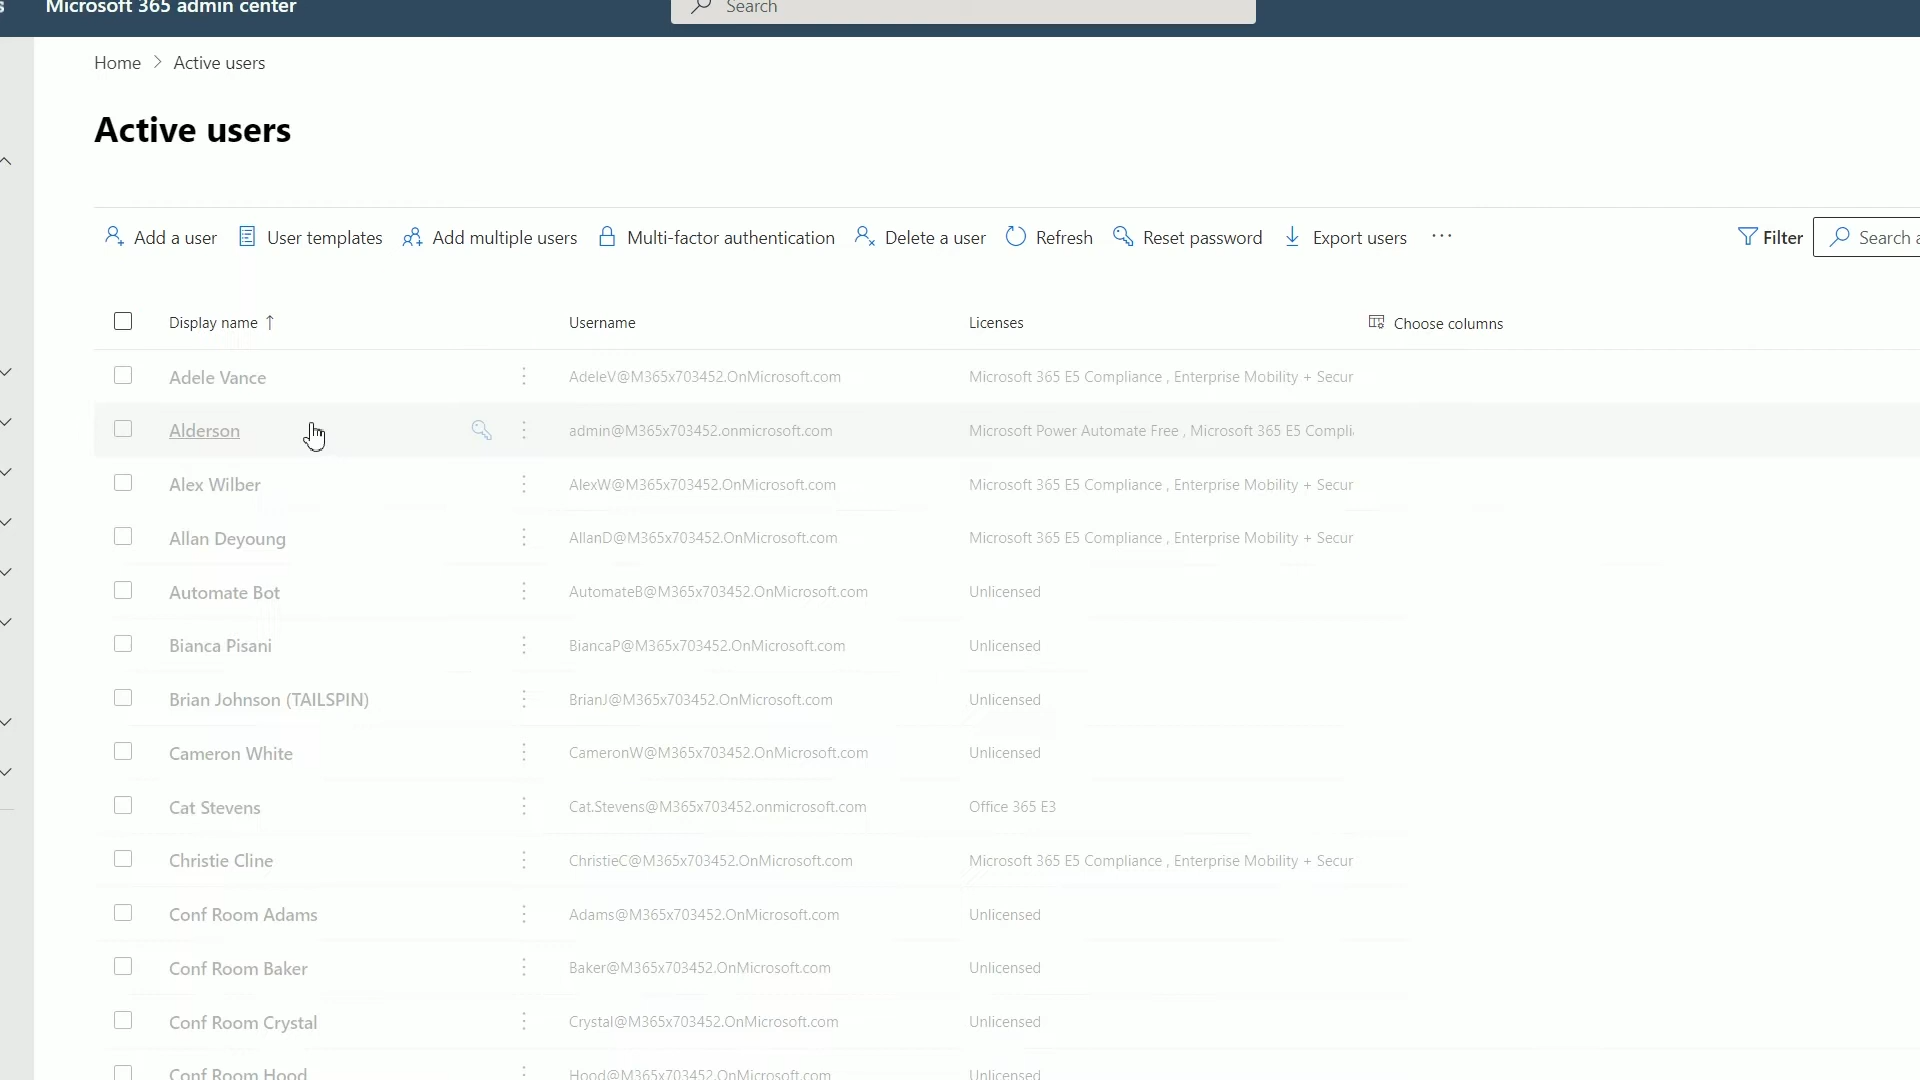 Microsoft 365 admin center
Search
Home > Active users
Active users
Add a user User templates Add multiple users Multi-factor authentication Delete a user Refresh Reset password Export users ... Filter Search
Display name ↑ Username Licenses Choose columns
Adele Vance AdeleV@M365x703452.OnMicrosoft.com Microsoft 365 E5 Compliance , Enterprise Mobility + Secur
Alderson admin@M365x703452.onmicrosoft.com Microsoft Power Automate Free , Microsoft 365 E5 Compli
Alex Wilber AlexW@M365x703452.OnMicrosoft.com Microsoft 365 E5 Compliance , Enterprise Mobility + Secur
Allan Deyoung AllanD@M365x703452.OnMicrosoft.com Microsoft 365 E5 Compliance , Enterprise Mobility + Secur
Automate Bot AutomateB@M365x703452.OnMicrosoft.com Unlicensed
Bianca Pisani BiancaP@M365x703452.OnMicrosoft.com Unlicensed
Brian Johnson (TAILSPIN) BrianJ@M365x703452.OnMicrosoft.com Unlicensed
Cameron White CameronW@M365x703452.OnMicrosoft.com Unlicensed
Cat Stevens Cat.Stevens@M365x703452.onmicrosoft.com Office 365 E3
Christie Cline ChristieC@M365x703452.OnMicrosoft.com Microsoft 365 E5 Compliance , Enterprise Mobility + Secur
Conf Room Adams Adams@M365x703452.OnMicrosoft.com Unlicensed
Conf Room Baker Baker@M365x703452.OnMicrosoft.com Unlicensed
Conf Room Crystal Crystal@M365x703452.OnMicrosoft.com Unlicensed
Conf Room Hood Hood@M365x703452.OnMicrosoft.com Unlicensed